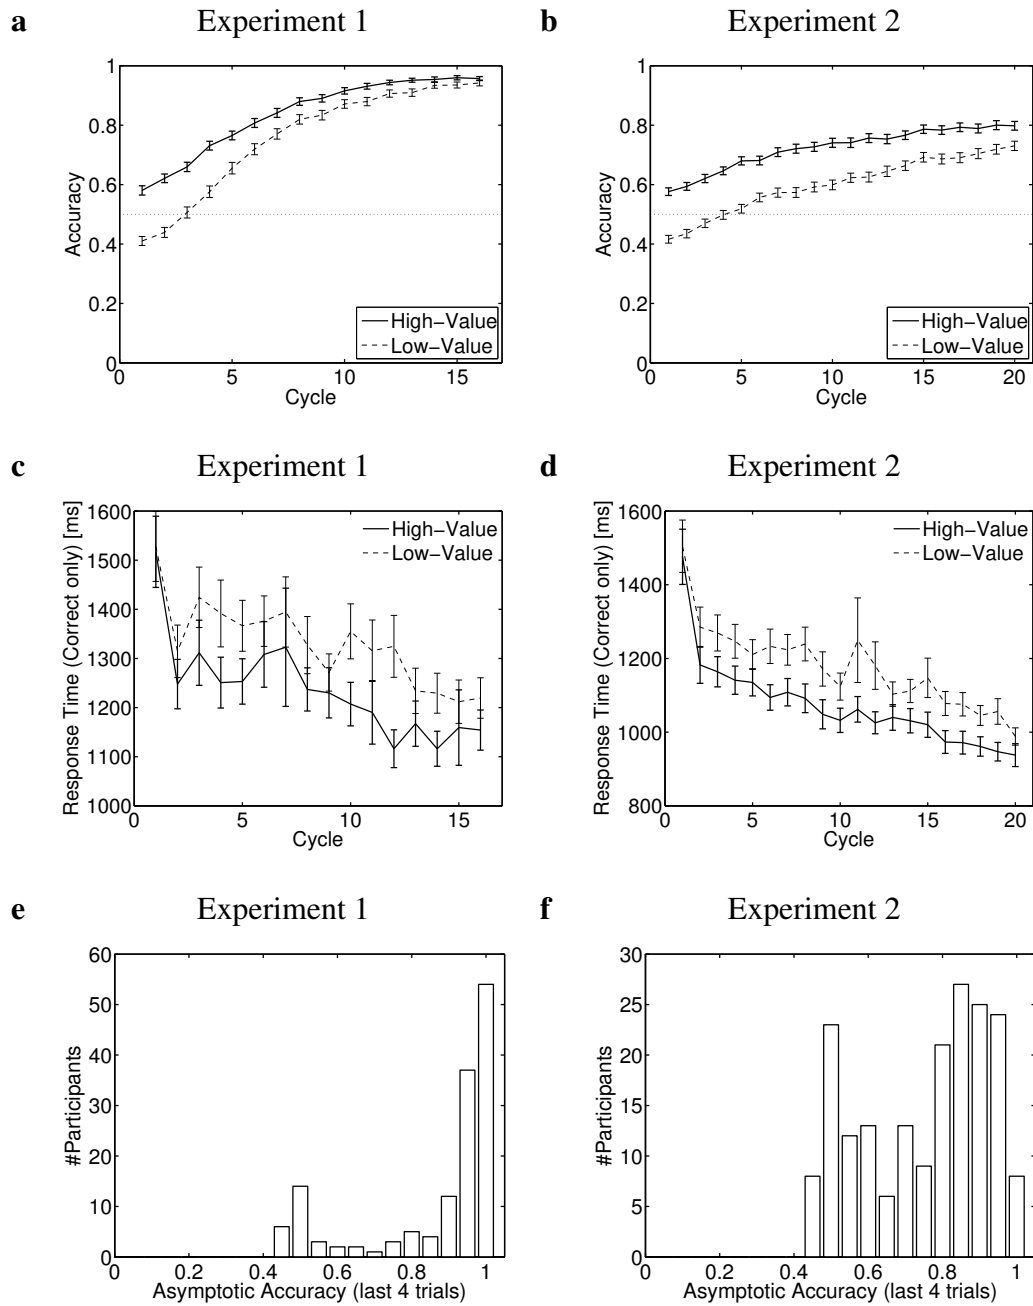 a Experiment 1
1
0.8
0.6
0.4
0.2
0
Accuracy
High−Value
Low−Value
0 5 10 15
Cycle
b Experiment 2
1
0.8
0.6
0.4
0.2
0
Accuracy
High−Value
Low−Value
0 5 10 15 20
Cycle
c Experiment 1
1600
1500
1400
1300
1200
1100
1000
Response Time (Correct only) [ms]
High−Value
Low−Value
0 5 10 15
Cycle
d Experiment 2
1600
1400
1200
1000
800
Response Time (Correct only) [ms]
High−Value
Low−Value
0 5 10 15 20
Cycle
e Experiment 1
60
50
40
30
20
10
0
#Participants
0 0.2 0.4 0.6 0.8 1
Asymptotic Accuracy (last 4 trials)
f Experiment 2
30
25
20
15
10
5
0
#Participants
0 0.2 0.4 0.6 0.8 1
Asymptotic Accuracy (last 4 trials)